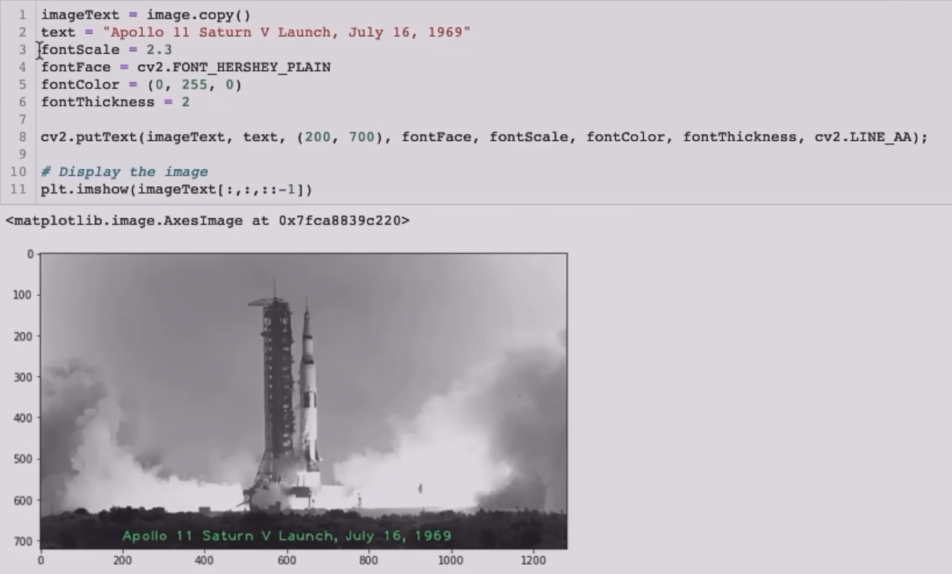 1 imageText = image.copy()
2 text = "Apollo 11 Saturn V Launch, July 16, 1969"
3 fontScale = 2.3
4 fontFace = cv2.FONT_HERSHEY_PLAIN
5 fontColor = (0, 255, 0)
6 fontThickness = 2
7
8 cv2.putText(imageText, text, (200, 700), fontFace, fontScale, fontColor, fontThickness, cv2.LINE_AA);
9
10 # Display the image
11 plt.imshow(imageText[:,:,::-1])
<matplotlib.image.AxesImage at 0x7fca8839c220>
0
100
200
300
400
500
600
700
Apollo 11 Saturn V Launch, July 16, 1969
0 200 400 600 800 1000 1200